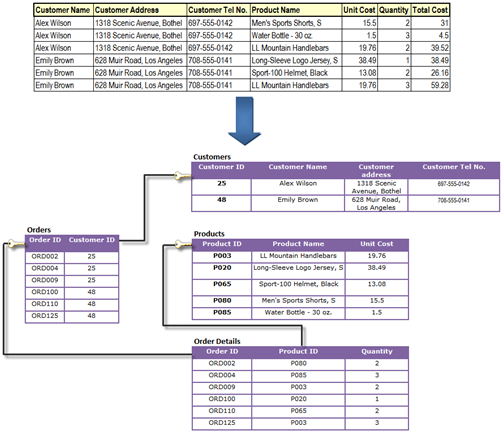 Customer Name Customer Address Customer Tel No. Product Name Unit Cost Quantity Total Cost
Alex Wilson 1318 Scenic Avenue, Bothel 697-555-0142 Men's Sports Shorts, S 15.5 2 31
Alex Wilson 1318 Scenic Avenue, Bothel 697-555-0142 Water Bottle - 30 oz. 1.5 3 4.5
Alex Wilson 1318 Scenic Avenue, Bothel 697-555-0142 LL Mountain Handlebars 19.76 2 39.52
Emily Brown 628 Muir Road, Los Angeles 708-555-0141 Long-Sleeve Logo Jersey, S 38.49 1 38.49
Emily Brown 628 Muir Road, Los Angeles 708-555-0141 Sport-100 Helmet, Black 13.08 2 26.16
Emily Brown 628 Muir Road, Los Angeles 708-555-0141 LL Mountain Handlebars 19.76 3 59.28
Customers
Customer ID Customer Name Customer address Customer Tel No.
25 Alex Wilson 1318 Scenic Avenue, Bothel 697-555-0142
48 Emily Brown 628 Muir Road, Los Angeles 708-555-0141
Orders
Order ID Customer ID
ORD002 25
ORD004 25
ORD009 25
ORD100 48
ORD110 48
ORD125 48
Products
Product ID Product Name Unit Cost
P003 LL Mountain Handlebars 19.76
P020 Long-Sleeve Logo Jersey, S 38.49
P065 Sport-100 Helmet, Black 13.08
P080 Men's Sports Shorts, S 15.5
P085 Water Bottle - 30 oz. 1.5
Order Details
Order ID Product ID Quantity
ORD002 P080 2
ORD004 P085 3
ORD009 P003 2
ORD100 P020 1
ORD110 P065 2
ORD125 P003 3